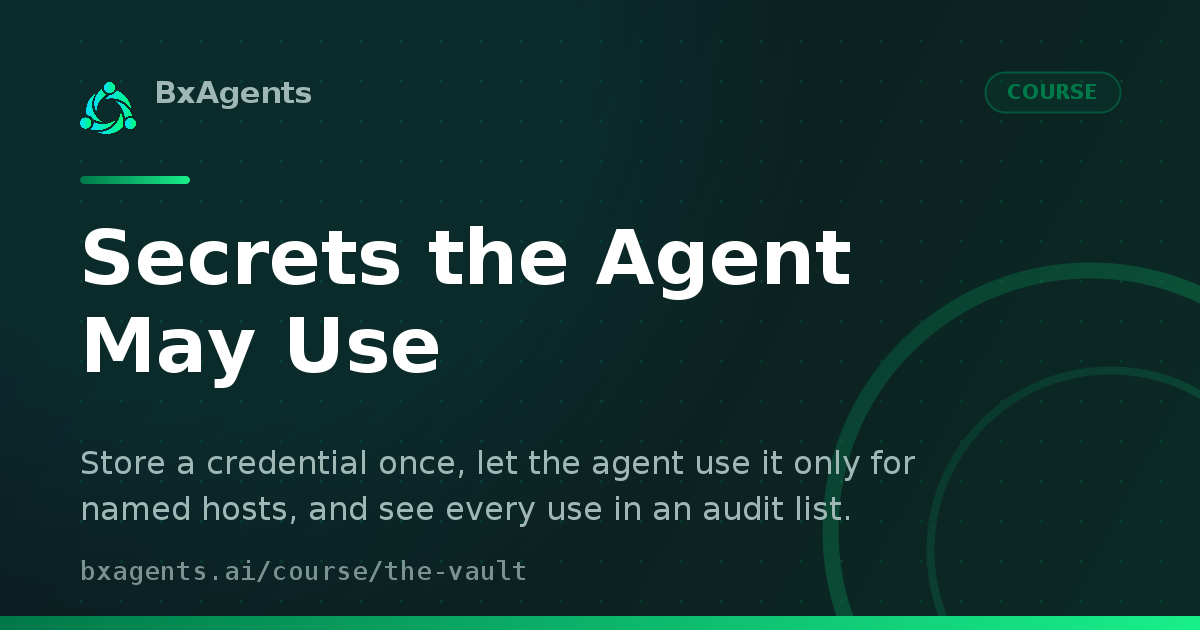 BxAgents
COURSE
Secrets the Agent
May Use
Store a credential once, let the agent use it only for
named hosts, and see every use in an audit list.
bxagents.ai/course/the-vault